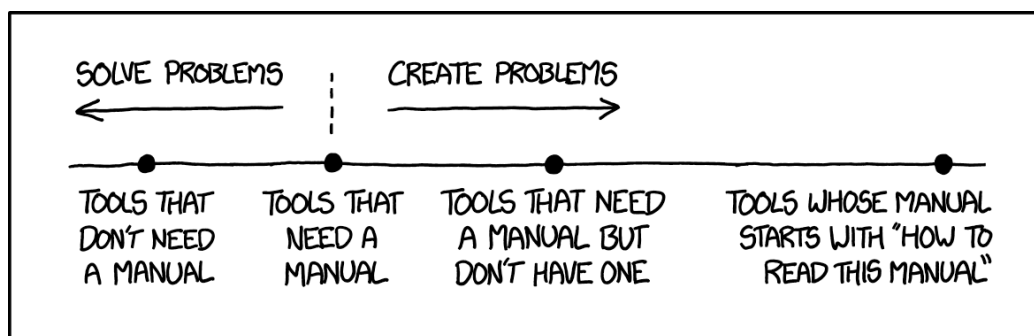 SOLVE PROBLEMS
CREATE PROBLEMS
TOOLS THAT
DON'T NEED
A MANUAL
TOOLS THAT
NEED A
MANUAL
TOOLS THAT NEED
A MANUAL BUT
DON'T HAVE ONE
TOOLS WHOSE MANUAL
STARTS WITH "HOW TO
READ THIS MANUAL"